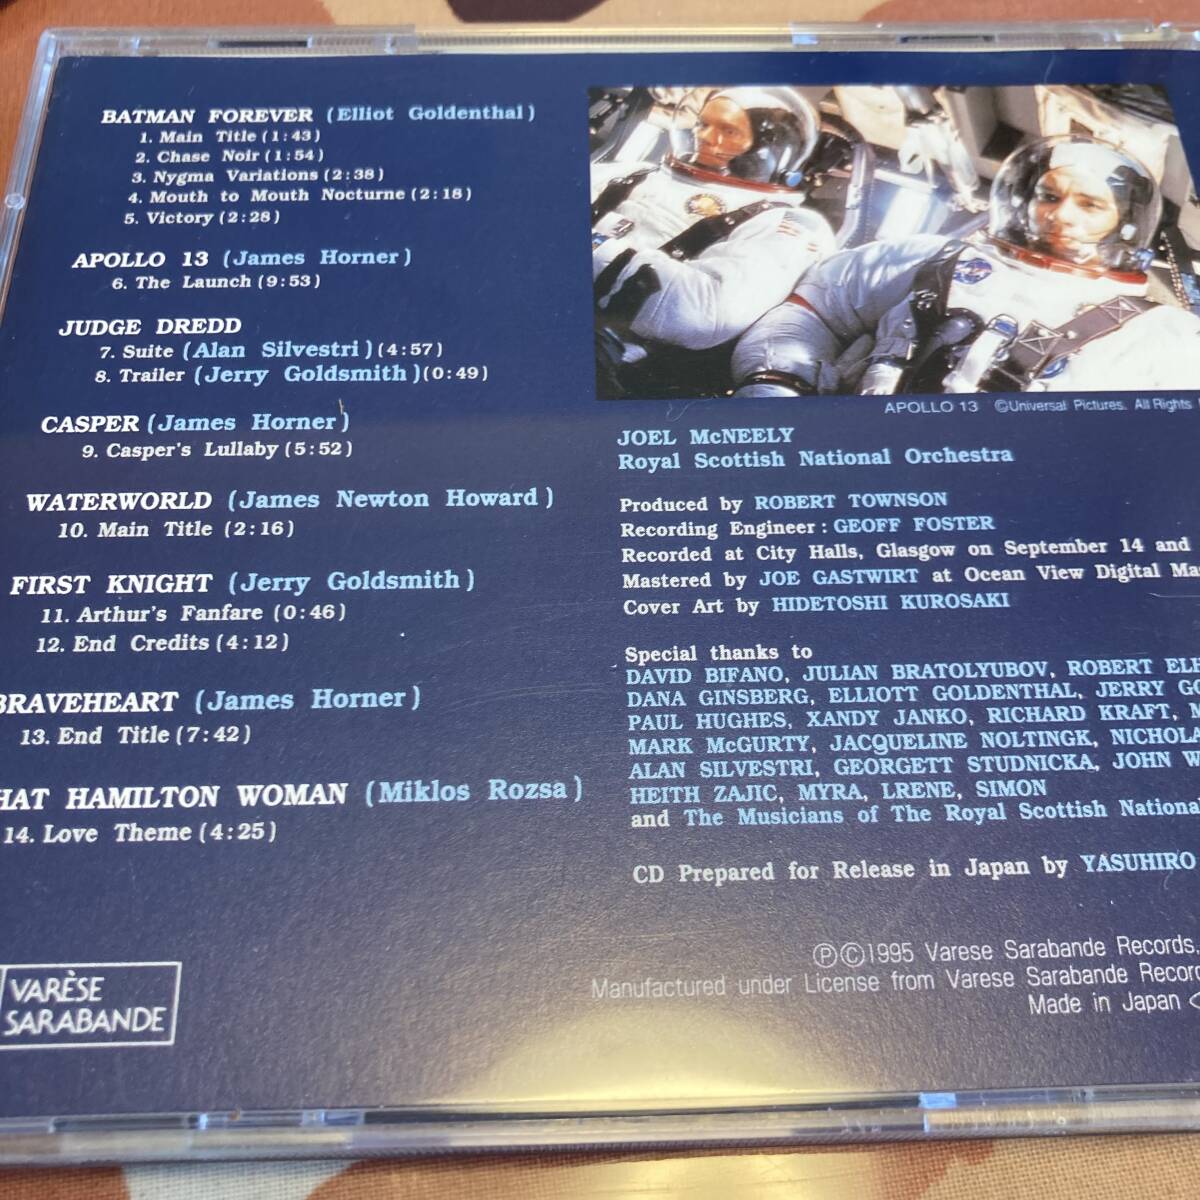 BATMAN FOREVER (Elliot Goldenthal)
1. Main Title (1:43)
2. Chase Noir (1:54)
3. Nygma Variations (2:38)
4. Mouth to Mouth Nocturne (2:18)
5. Victory (2:28)
APOLLO 13 (James Horner)
6. The Launch (9:53)
JUDGE DREDD
7. Suite (Alan Silvestri) (4:57)
8. Trailer (Jerry Goldsmith) (0:49)
CASPER (James Horner)
9. Casper's Lullaby (5:52)
WATERWORLD (James Newton Howard)
10. Main Title (2:16)
FIRST KNIGHT (Jerry Goldsmith)
11. Arthur's Fanfare (0:46)
12. End Credits (4:12)
BRAVEHEART (James Horner)
13. End Title (7:42)
HAT HAMILTON WOMAN (Miklos Rozsa)
14. Love Theme (4:25)
VARÈSE
SARABANDE
APOLLO 13 ©Universal Pictures. All Rights
JOEL McNEELY
Royal Scottish National Orchestra
Produced by ROBERT TOWNSON
Recording Engineer : GEOFF FOSTER
Recorded at City Halls, Glasgow on September 14 and
Mastered by JOE GASTWIRT at Ocean View Digital Ma
Cover Art by HIDETOSHI KUROSAKI
Special thanks to
DAVID BIFANO, JULIAN BRATOLYUBOV, ROBERT ELH
DANA GINSBERG, ELLIOTT GOLDENTHAL, JERRY GO
PAUL HUGHES, XANDY JANKO, RICHARD KRAFT, M
MARK McGURTY, JACQUELINE NOLTINGK, NICHOLA
ALAN SILVESTRI, GEORGETT STUDNICKA, JOHN W
HEITH ZAJIC, MYRA, LRENE, SIMON
and The Musicians of The Royal Scottish National
CD Prepared for Release in Japan by YASUHIRO
Ⓟ©1995 Varese Sarabande Records,
Manufactured under License from Varese Sarabande Record
Made in Japan